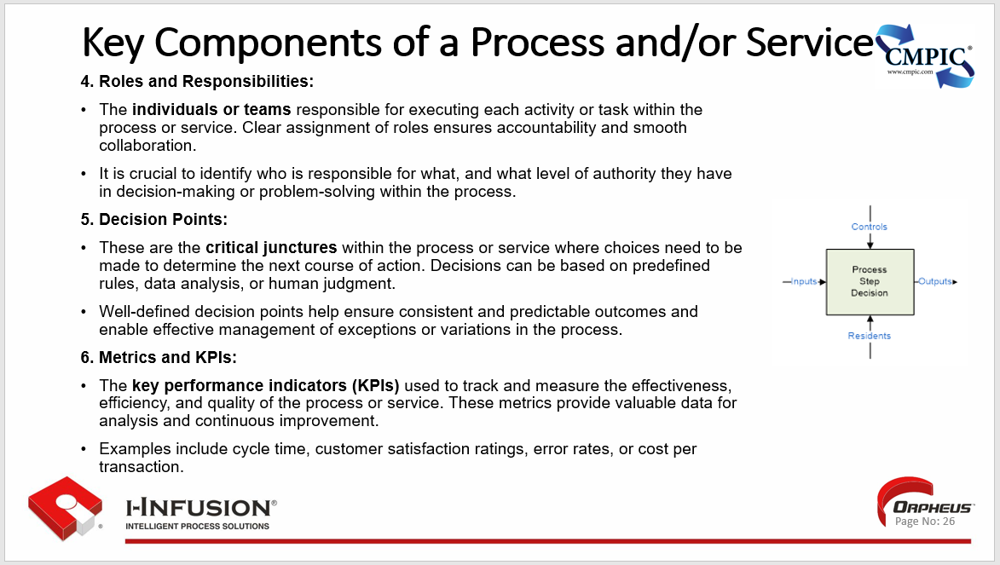 Key Components of a Process and/or Service
CMPIC®
www.cmpic.com
4. Roles and Responsibilities:
• The individuals or teams responsible for executing each activity or task within the
process or service. Clear assignment of roles ensures accountability and smooth
collaboration.
• It is crucial to identify who is responsible for what, and what level of authority they have
in decision-making or problem-solving within the process.
5. Decision Points:
• These are the critical junctures within the process or service where choices need to be
made to determine the next course of action. Decisions can be based on predefined
rules, data analysis, or human judgment.
• Well-defined decision points help ensure consistent and predictable outcomes and
enable effective management of exceptions or variations in the process.
6. Metrics and KPIs:
• The key performance indicators (KPIs) used to track and measure the effectiveness,
efficiency, and quality of the process or service. These metrics provide valuable data for
analysis and continuous improvement.
• Examples include cycle time, customer satisfaction ratings, error rates, or cost per
transaction.
Controls
Inputs
Process
Step
Decision
Outputs
Residents
®
I-INFUSION®
INTELLIGENT PROCESS SOLUTIONS
ORPHEUS™
Page No: 26